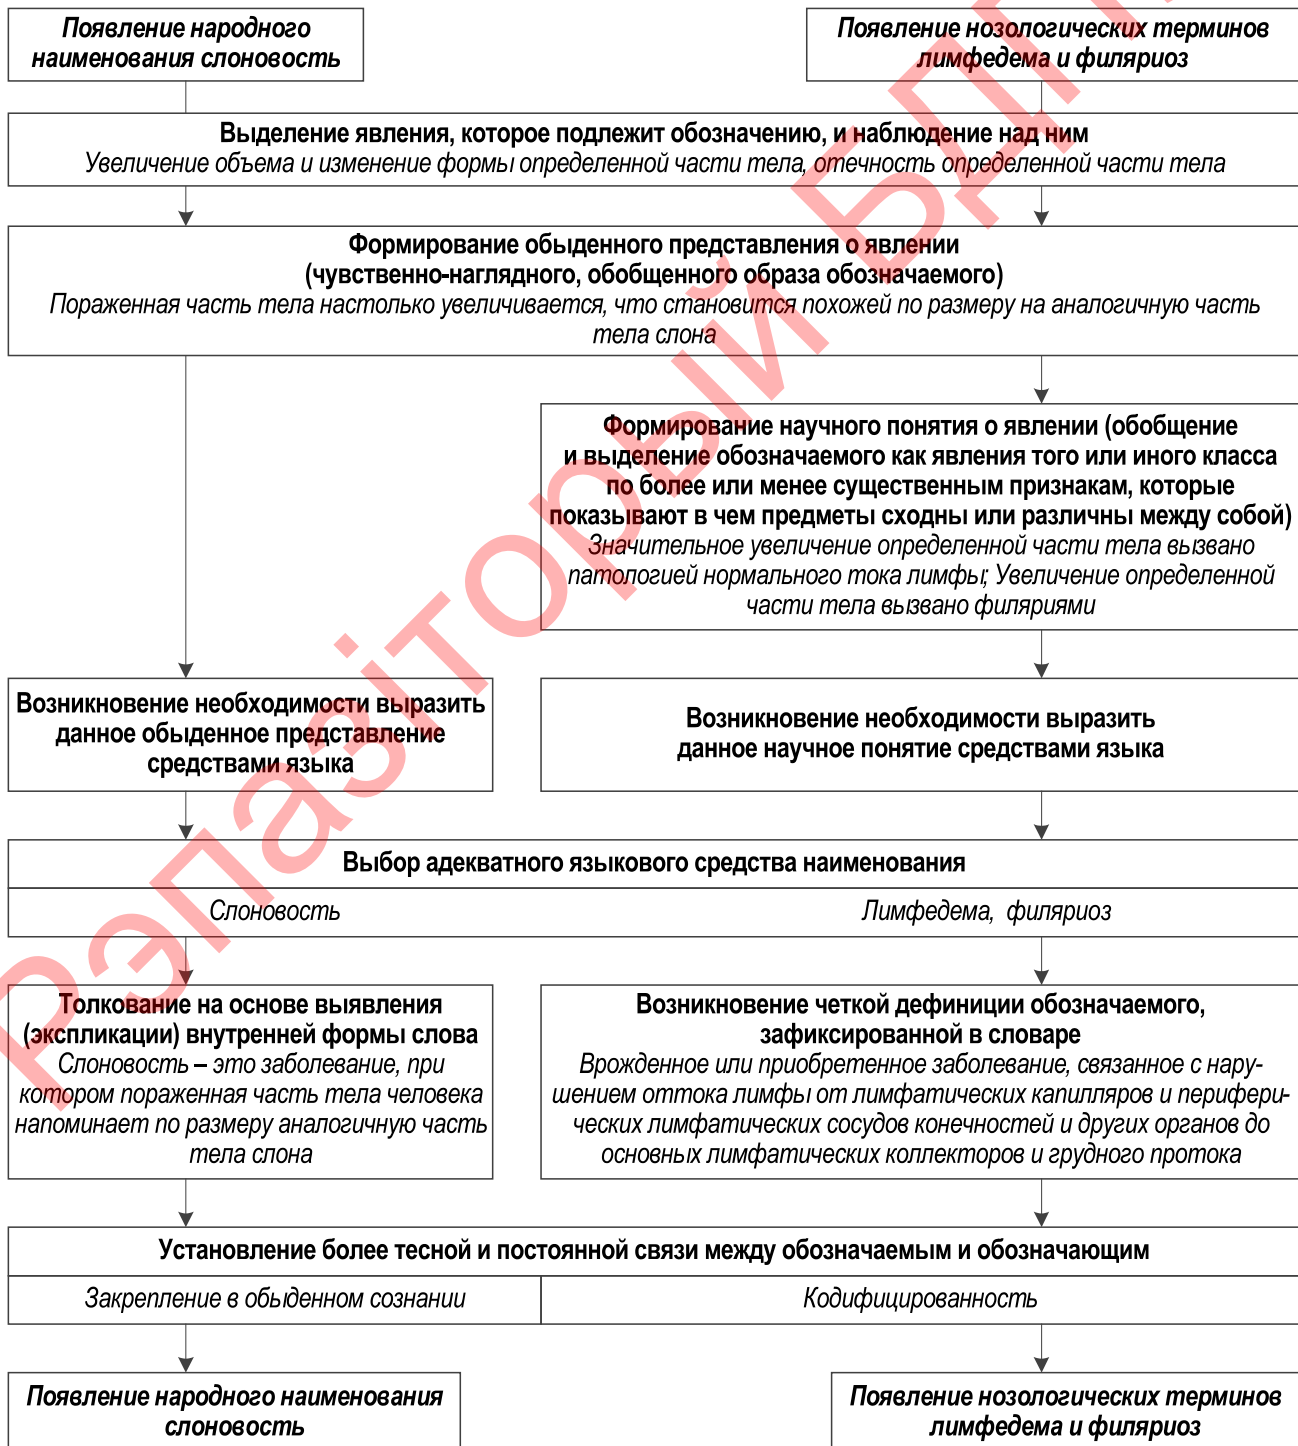 Появление народного
наименования слоновость
Появление нозологических терминов
лимфедема и филяриоз
Выделение явления, которое подлежит обозначению, и наблюдение над ним
Увеличение объема и изменение формы определенной части тела, отечность определенной части тела
Формирование обыденного представления о явлении
(чувственно-наглядного, обобщенного образа обозначаемого)
Пораженная часть тела настолько увеличивается, что становится похожей по размеру на аналогичную часть
тела слона
Формирование научного понятия о явлении (обобщение
и выделение обозначаемого как явления того или иного класса
по более или менее существенным признакам, которые
показывают в чем предметы сходны или различны между собой)
Значительное увеличение определенной части тела вызвано
патологией нормального тока лимфы; Увеличение определенной
части тела вызвано филяриями
Возникновение необходимости выразить
данное обыденное представление
средствами языка
Возникновение необходимости выразить
данное научное понятие средствами языка
Выбор адекватного языкового средства наименования
Слоновость
Лимфедема, филяриоз
Толкование на основе выявления
(экспликации) внутренней формы слова
Слоновость – это заболевание, при
котором пораженная часть тела человека
напоминает по размеру аналогичную часть
тела слона
Возникновение четкой дефиниции обозначаемого,
зафиксированной в словаре
Врожденное или приобретенное заболевание, связанное с нару-
шением оттока лимфы от лимфатических капилляров и перифери-
ческих лимфатических сосудов конечностей и других органов до
основных лимфатических коллекторов и грудного протока
Установление более тесной и постоянной связи между обозначаемым и обозначающим
Закрепление в обыденном сознании
Кодифицированность
Появление народного наименования
слоновость
Появление нозологических терминов
лимфедема и филяриоз
Рэпазіторый БДП